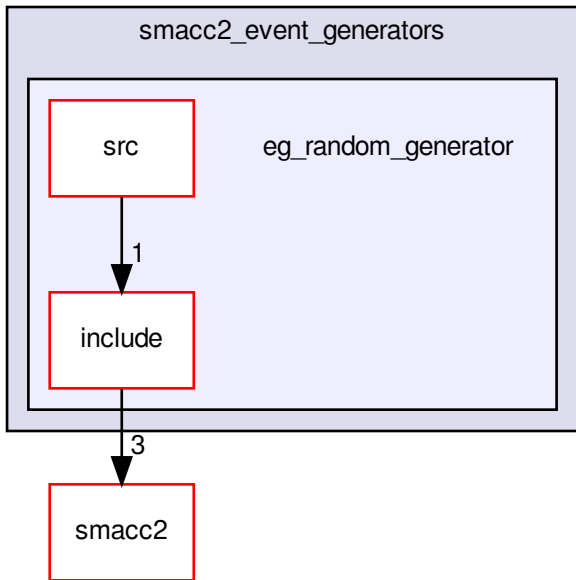 smacc2_event_generators
src
eg_random_generator
1
include
3
smacc2